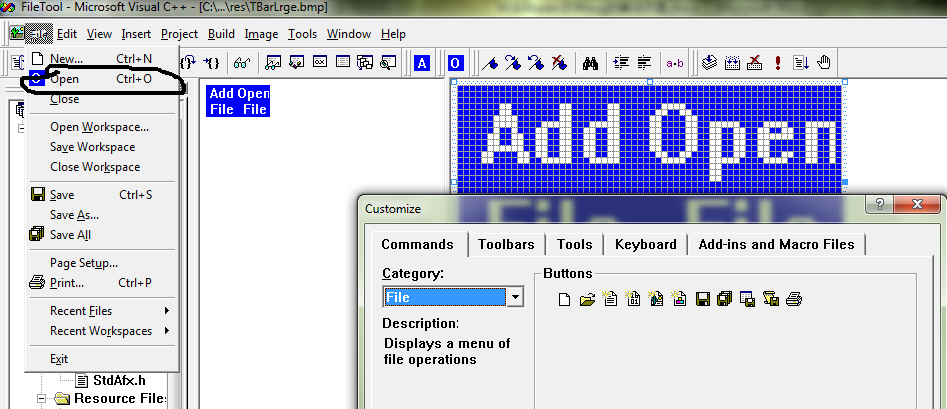 FileTool - Microsoft Visual C++ - [C:\...\res\TBarLrge.bmp]
Edit View Insert Project Build Image Tools Window Help
New... Ctrl+N
Open Ctrl+O
Close
Open Workspace...
Save Workspace
Close Workspace
Save Ctrl+S
Save As...
Save All
Page Setup...
Print... Ctrl+P
Recent Files
Recent Workspaces
Exit
StdAfx.h
Resource Files
A O
a·b
Add Open
File File
Add Open
File File
Customize
Commands Toolbars Tools Keyboard Add-ins and Macro Files
Category:
File
Description:
Displays a menu of
file operations
Buttons